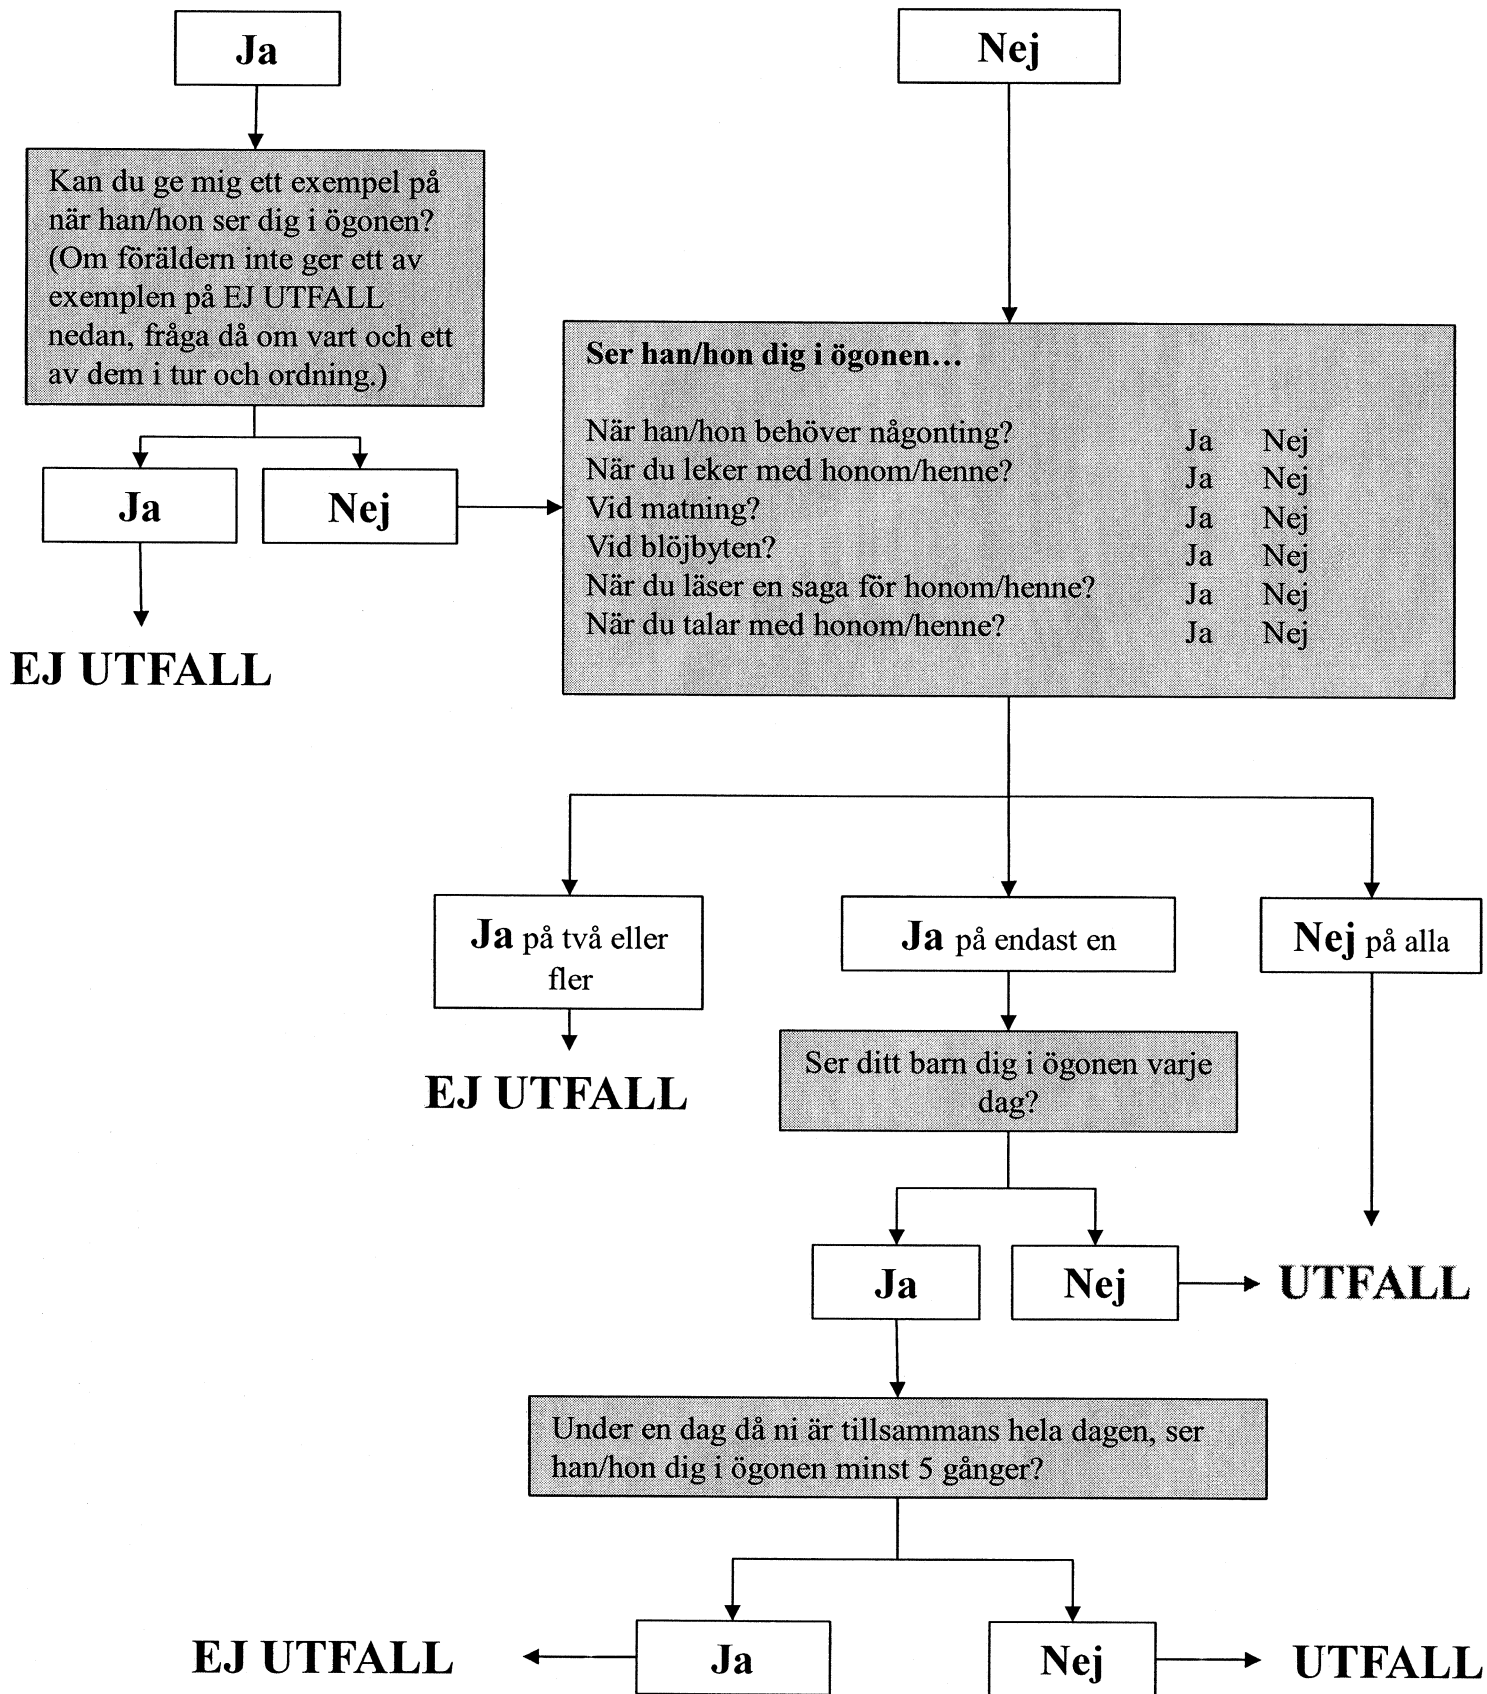 Ja
Nej
Kan du ge mig ett exempel på
när han/hon ser dig i ögonen?
(Om föräldern inte ger ett av
exemplen på EJ UTFALL
nedan, fråga då om vart och ett
av dem i tur och ordning.)
Ja
Nej
EJ UTFALL
Ser han/hon dig i ögonen…
När han/hon behöver någonting? Ja Nej
När du leker med honom/henne? Ja Nej
Vid matning? Ja Nej
Vid blöjbyten? Ja Nej
När du läser en saga för honom/henne? Ja Nej
När du talar med honom/henne? Ja Nej
Ja på två eller
fler
Ja på endast en
Nej på alla
EJ UTFALL
Ser ditt barn dig i ögonen varje
dag?
Ja
Nej
UTFALL
Under en dag då ni är tillsammans hela dagen, ser
han/hon dig i ögonen minst 5 gånger?
EJ UTFALL
Ja
Nej
UTFALL